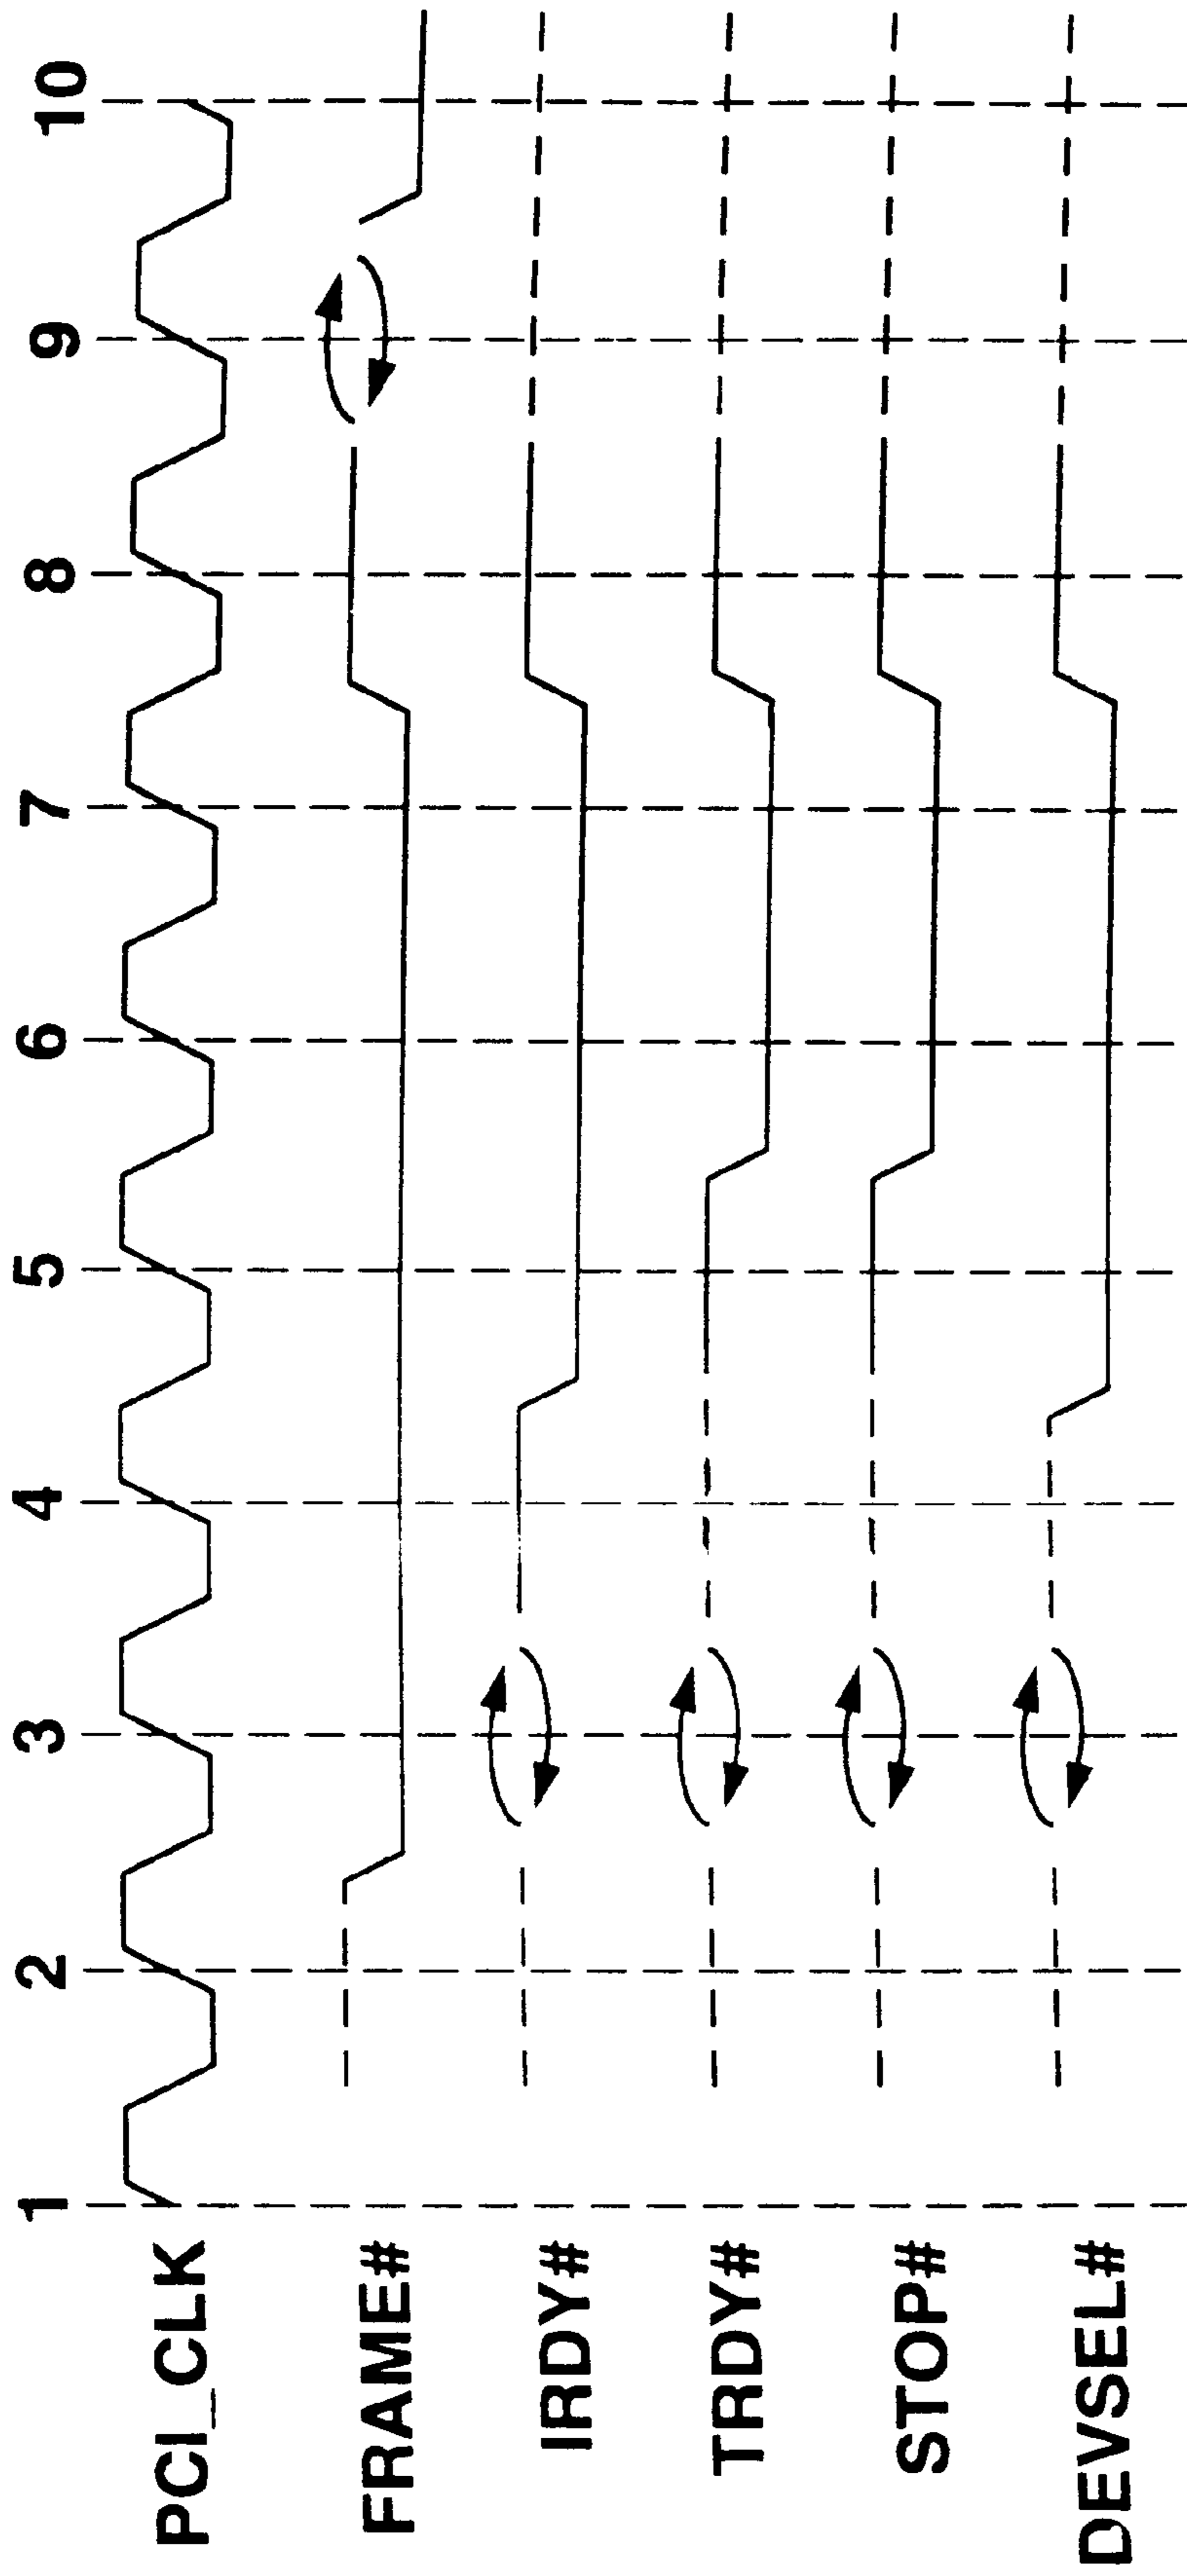 1 2 3 4 5 6 7 8 9 10
PCI_CLK
FRAME#
IRDY#
TRDY#
STOP#
DEVSEL#